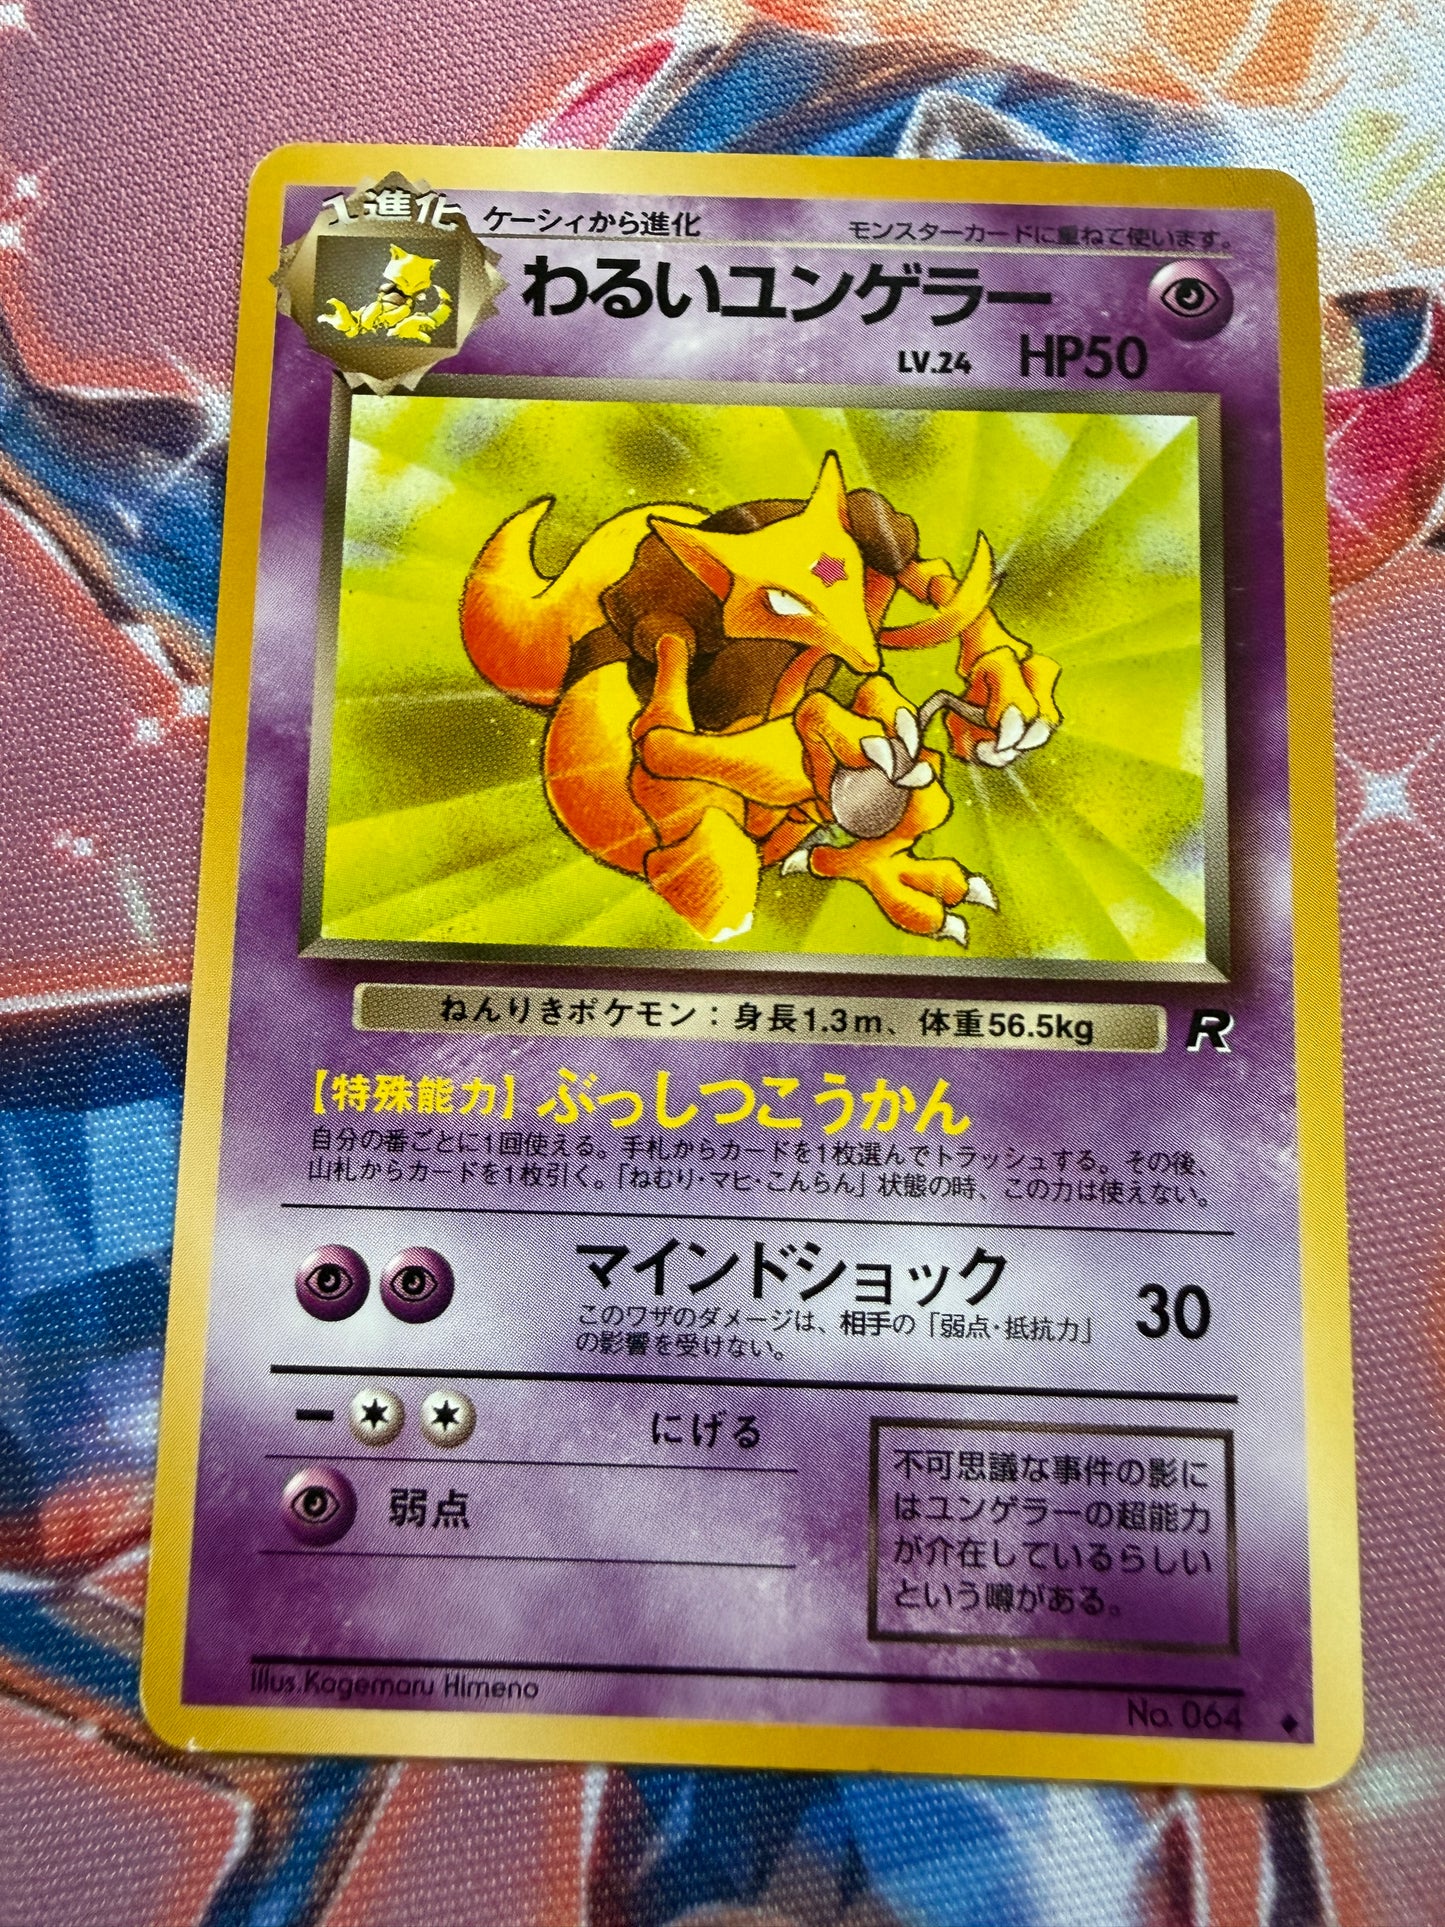 1進化
ケーシィから進化
モンスターカードに重ねて使います。
わるいユンゲラー
LV.24 HP50
ねんりきポケモン：身長1.3m、体重56.5kg
R
【特殊能力】ぶっしつこうかん
自分の番ごとに1回使える。手札からカードを1枚選んでトラッシュする。その後、
山札からカードを1枚引く。「ねむり・マヒ・こんらん」状態の時、この力は使えない。
マインドショック 30
このワザのダメージは、相手の「弱点・抵抗力」
の影響を受けない。
ー にげる
弱点
不可思議な事件の影に
はユンゲラーの超能力
が介在しているらしい
という噂がある。
Illus. Kagemaru Himeno
No. 064